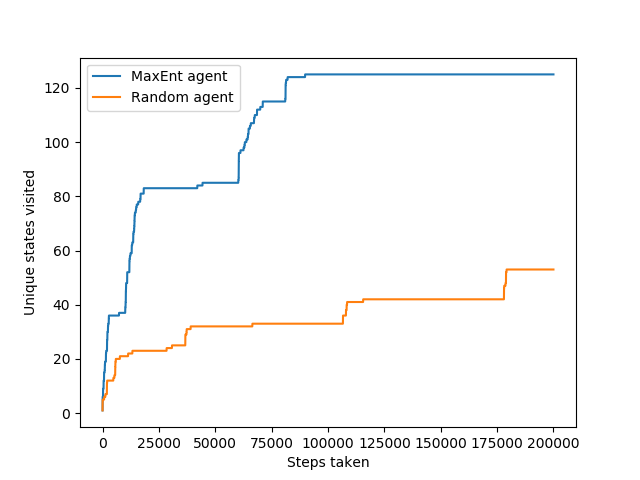 MaxEnt agent
Random agent
120
100
80
60
40
20
0
Unique states visited
0 25000 50000 75000 100000 125000 150000 175000 200000
Steps taken